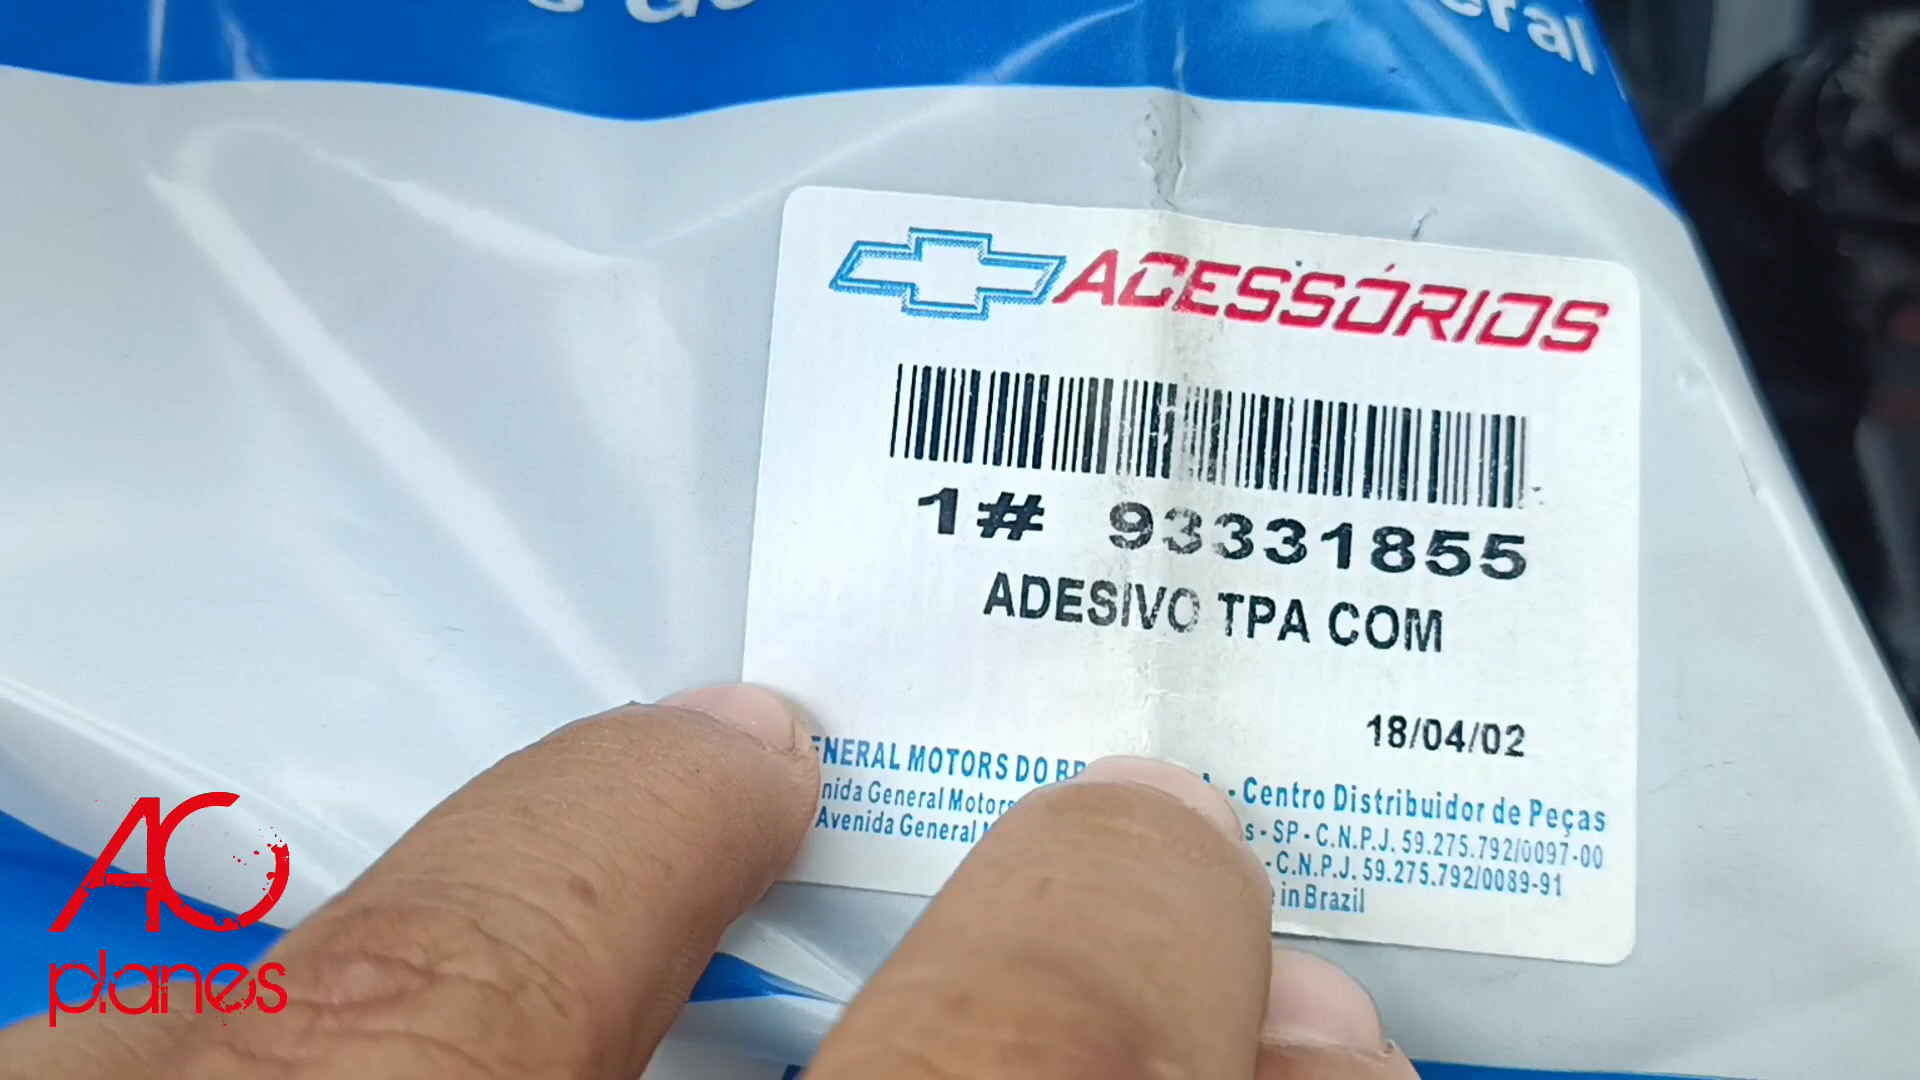 eral
ACESSÓRIOS
1# 93331855
ADESIVO TPA COM
18/04/02
ENERAL MOTORS DO BR - Centro Distribuidor de Peças
nida General Motors s - SP - C.N.P.J. 59.275.792/0097-00
Avenida General - C.N.P.J. 59.275.792/0089-91
in Brazil
AC
planes